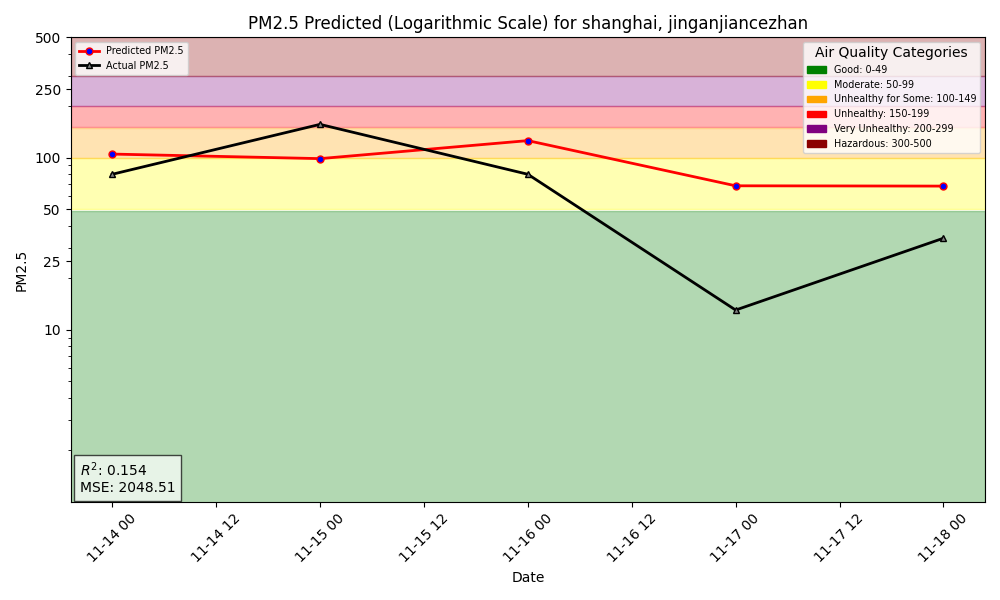 PM2.5 Predicted (Logarithmic Scale) for shanghai, jinganjiancezhan
Predicted PM2.5
Actual PM2.5
Air Quality Categories
Good: 0-49
Moderate: 50-99
Unhealthy for Some: 100-149
Unhealthy: 150-199
Very Unhealthy: 200-299
Hazardous: 300-500
500
250
100
50
25
10
PM2.5
R²: 0.154
MSE: 2048.51
11-14 00
11-14 12
11-15 00
11-15 12
11-16 00
11-16 12
11-17 00
11-17 12
11-18 00
Date